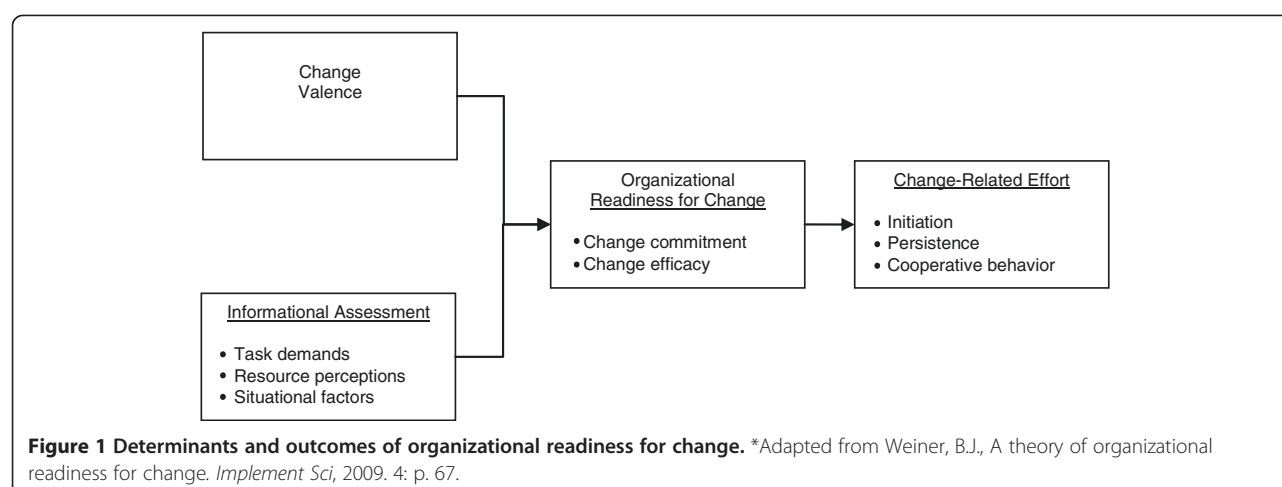 Change
Valence
Organizational
Readiness for Change
• Change commitment
• Change efficacy
Change-Related Effort
• Initiation
• Persistence
• Cooperative behavior
Informational Assessment
• Task demands
• Resource perceptions
• Situational factors
Figure 1 Determinants and outcomes of organizational readiness for change. *Adapted from Weiner, B.J., A theory of organizational
readiness for change. Implement Sci, 2009. 4: p. 67.